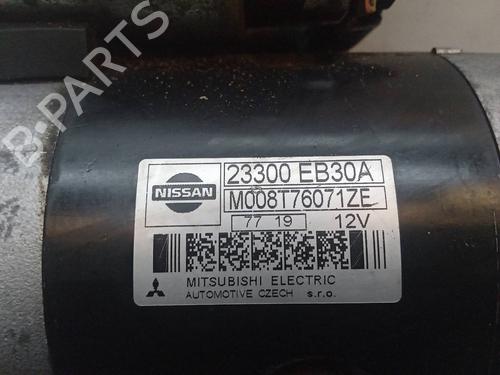 B-PARTS
NISSAN
23300 EB30A
M008T76071ZE
77 19 12V
MITSUBISHI ELECTRIC
AUTOMOTIVE CZECH s.r.o.